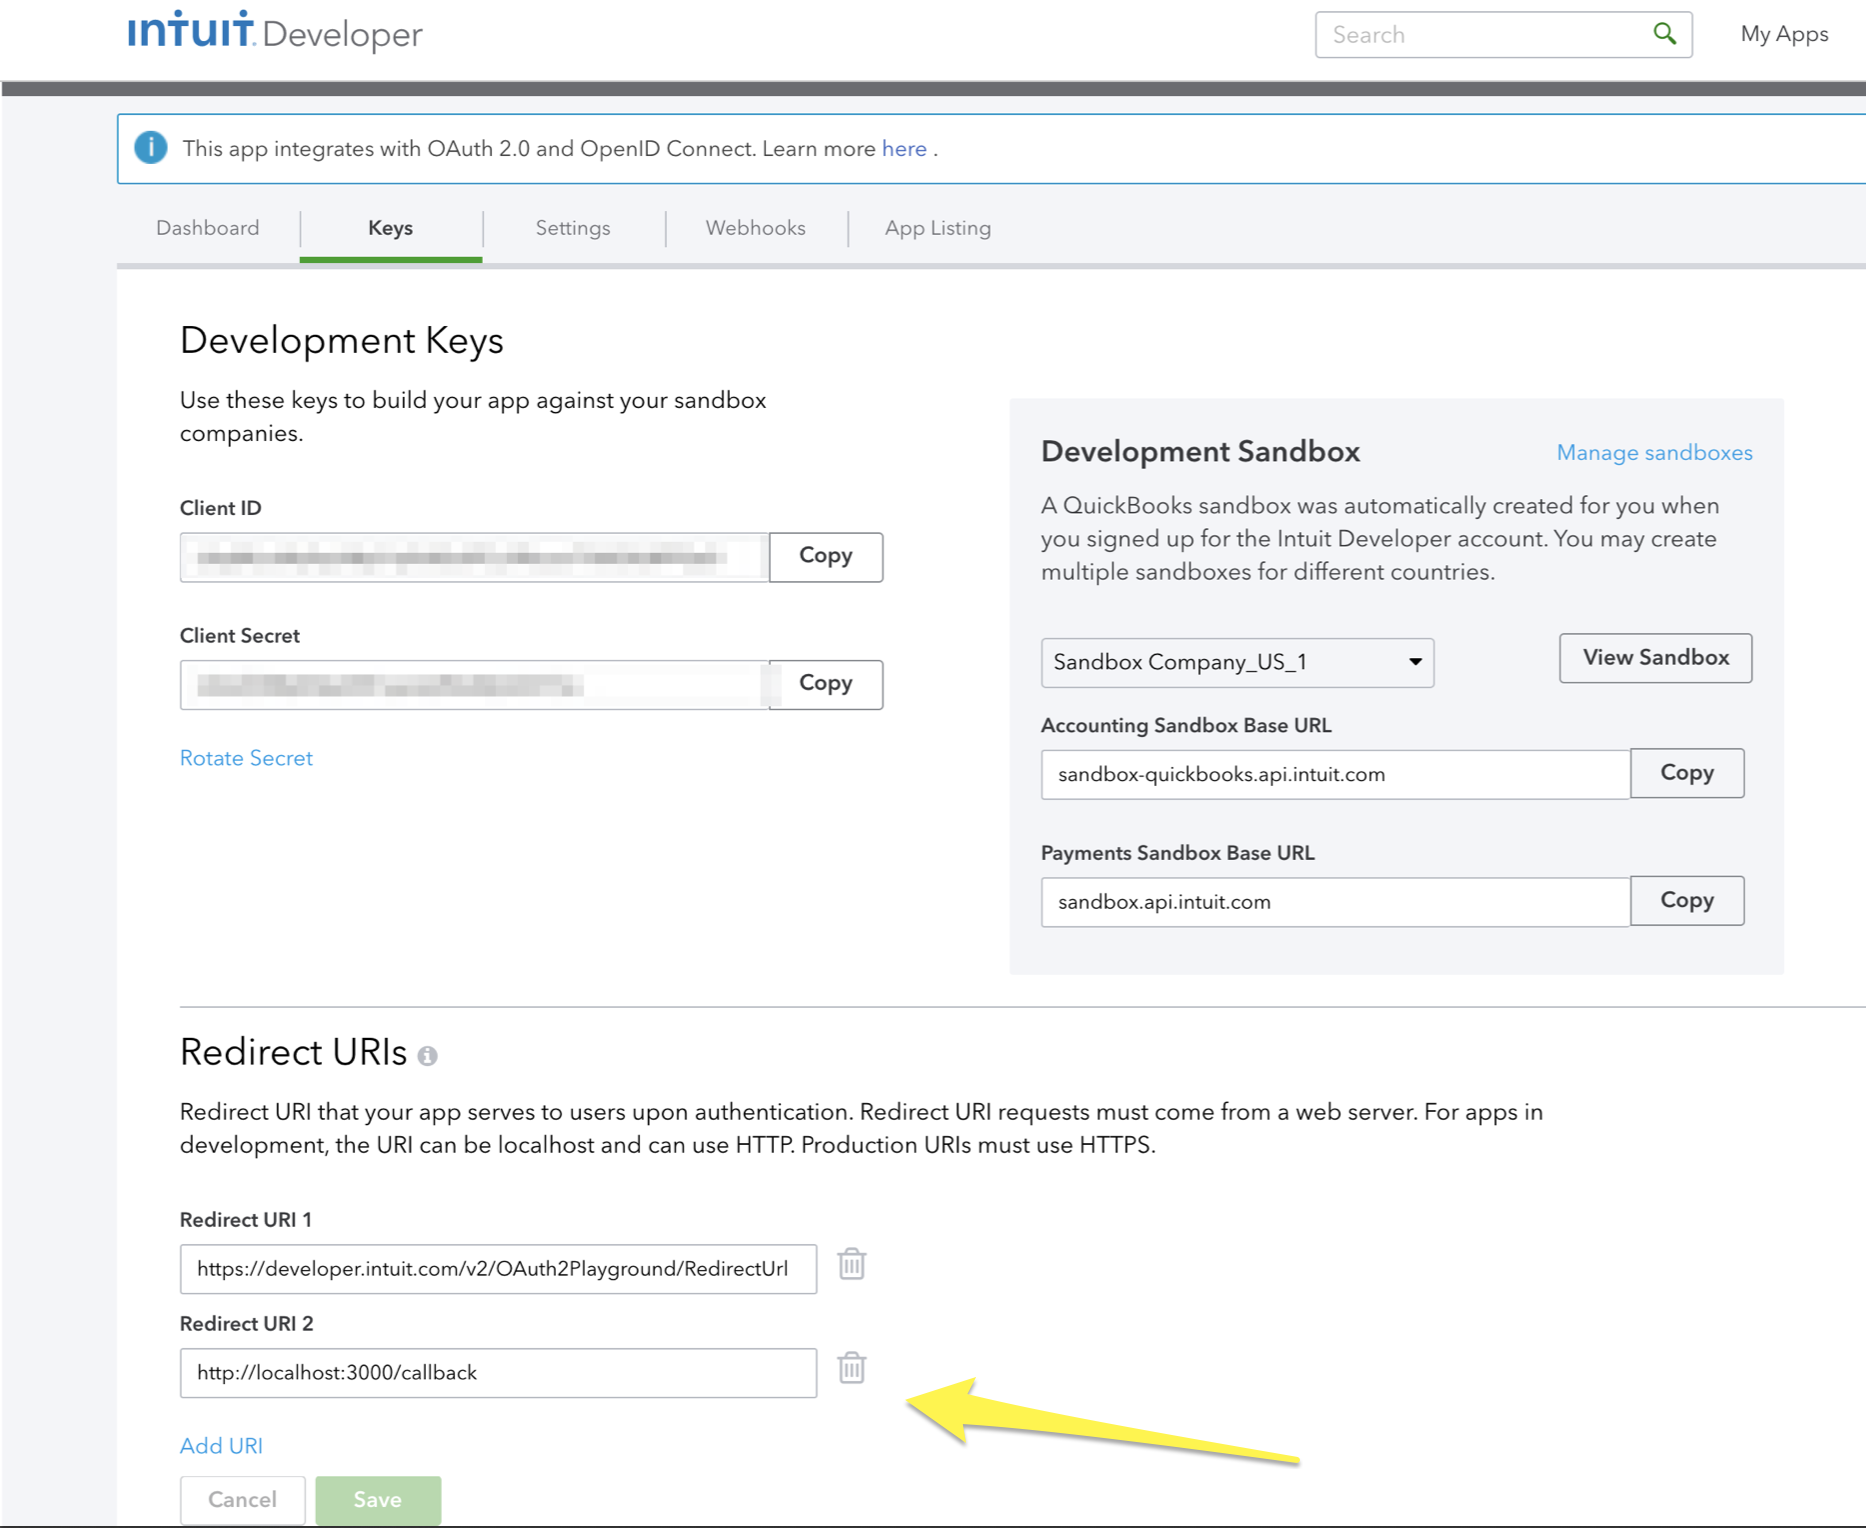 ınTuıT. Developer
Search
My Apps
This app integrates with OAuth 2.0 and OpenID Connect. Learn more here .
Dashboard
Keys
Settings
Webhooks
App Listing
Development Keys
Use these keys to build your app against your sandbox
companies.
Client ID
Copy
Client Secret
Copy
Rotate Secret
Development Sandbox
Manage sandboxes
A QuickBooks sandbox was automatically created for you when
you signed up for the Intuit Developer account. You may create
multiple sandboxes for different countries.
Sandbox Company_US_1
View Sandbox
Accounting Sandbox Base URL
sandbox-quickbooks.api.intuit.com
Copy
Payments Sandbox Base URL
sandbox.api.intuit.com
Copy
Redirect URIs
Redirect URI that your app serves to users upon authentication. Redirect URI requests must come from a web server. For apps in
development, the URI can be localhost and can use HTTP. Production URIs must use HTTPS.
Redirect URI 1
https://developer.intuit.com/v2/OAuth2Playground/RedirectUrl
Redirect URI 2
http://localhost:3000/callback
Add URI
Cancel
Save